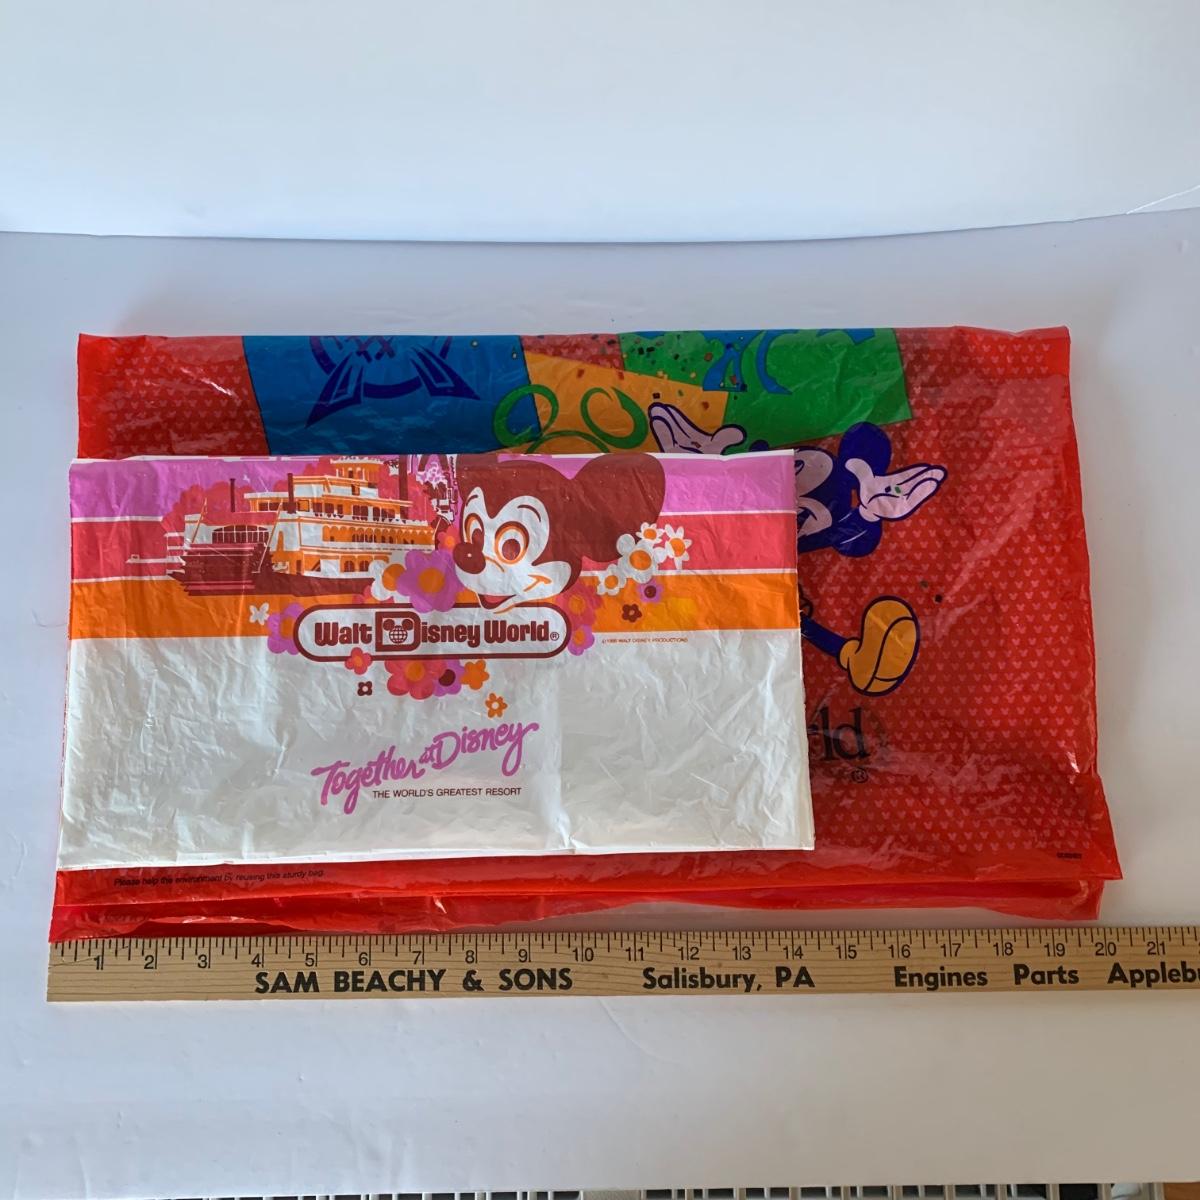 Walt Disney World®
©1986 WALT DISNEY PRODUCTIONS
Together at Disney
THE WORLD'S GREATEST RESORT
rld
®
Please help the environment by reusing this sturdy bag.
1 2 3 4 5 6 7 8 9 10 11 12 13 14 15 16 17 18 19 20 21
SAM BEACHY & SONS Salisbury, PA Engines Parts Applebu